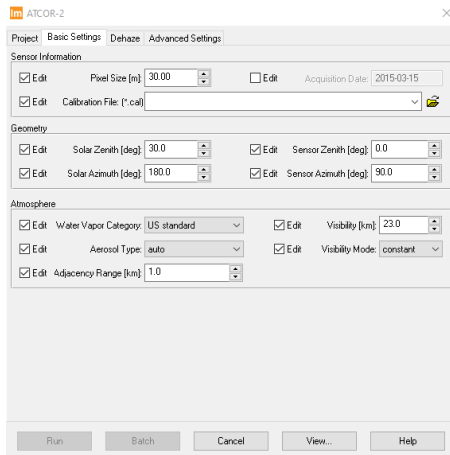 Im ATCOR-2
Project Basic Settings Dehaze Advanced Settings
Sensor Information
Edit Pixel Size [m]: 30.00 Edit Acquisition Date: 2015-03-15
Edit Calibration File: (*.cal)
Geometry
Edit Solar Zenith [deg]: 30.0 Edit Sensor Zenith [deg]: 0.0
Edit Solar Azimuth [deg]: 180.0 Edit Sensor Azimuth [deg]: 90.0
Atmosphere
Edit Water Vapor Category: US standard Edit Visibility [km]: 23.0
Edit Aerosol Type: auto Edit Visibility Mode: constant
Edit Adjacency Range [km]: 1.0
Run Batch Cancel View... Help